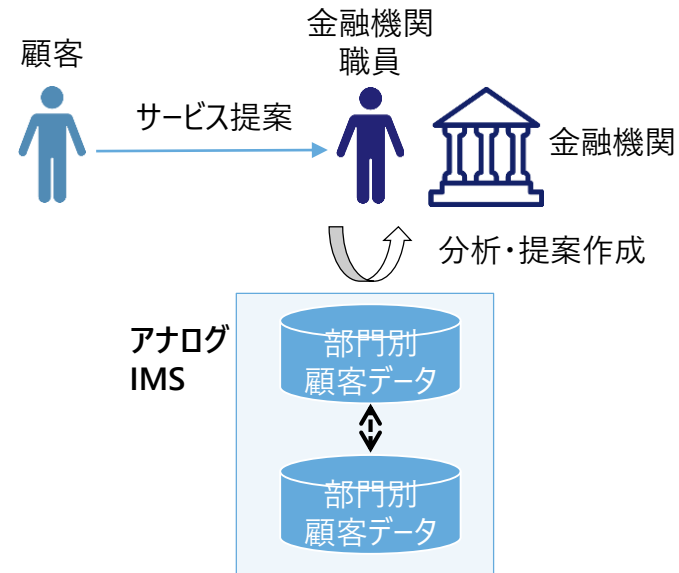 顧客
金融機関
職員
サービス提案
金融機関
分析・提案作成
アナログ
IMS
部門別
顧客データ
部門別
顧客データ